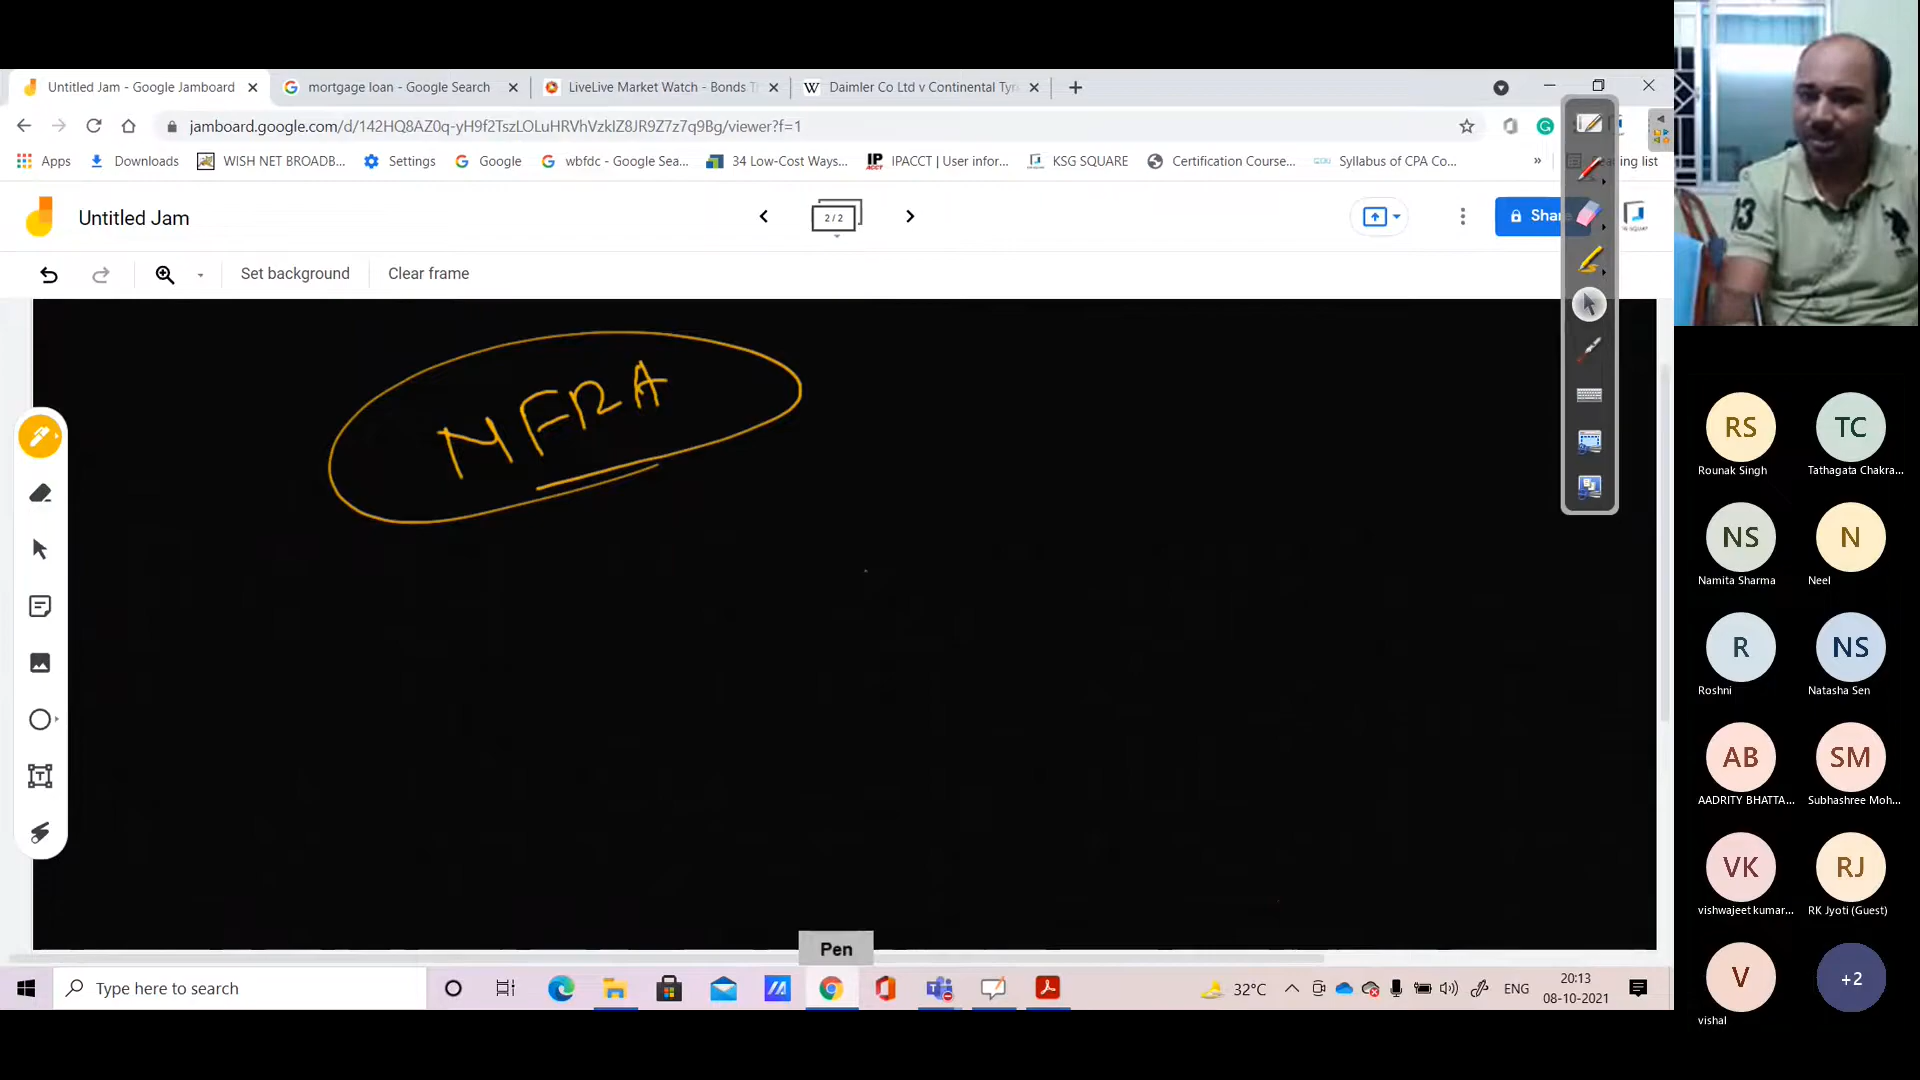 Untitled Jam - Google Jamboard
mortgage loan - Google Search
LiveLive Market Watch - Bonds T
Daimler Co Ltd v Continental Tyr
jamboard.google.com/d/142HQ8AZ0q-yH9f2TszLOLuHRVhVzkIZ8JR9Z7z7q9Bg/viewer?f=1
Apps
Downloads
WISH NET BROADB...
Settings
Google
wbfdc - Google Sea...
34 Low-Cost Ways...
IP
ACCT
IPACCT | User infor...
KSG SQUARE
Certification Course...
Syllabus of CPA Co...
»
ding list
Untitled Jam
2 / 2
Shar
Set background
Clear frame
NFRA
Pen
Type here to search
32°C
ENG
20:13
08-10-2021
13
RS
TC
Rounak Singh
Tathagata Chakra...
NS
N
Namita Sharma
Neel
R
NS
Roshni
Natasha Sen
AB
SM
AADRITY BHATTA...
Subhashree Moh...
VK
RJ
vishwajeet kumar...
RK Jyoti (Guest)
V
+2
vishal